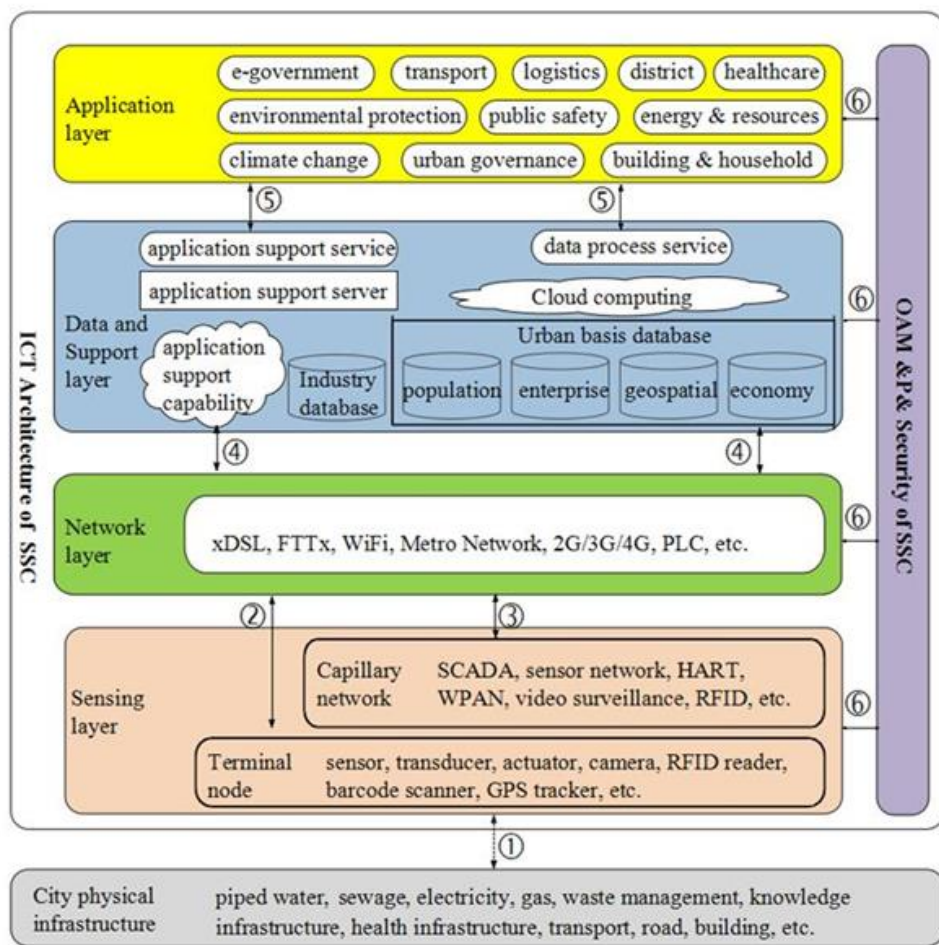 ICT Architecture of SSC
OAM &P& Security of SSC
Application
layer
e-government
transport
logistics
district
healthcare
environmental protection
public safety
energy & resources
climate change
urban governance
building & household
⑥
⑤
⑤
Data and
Support
layer
application support service
data process service
application support server
Cloud computing
application
support
capability
Industry
database
Urban basis database
population
enterprise
geospatial
economy
⑥
④
④
Network
layer
xDSL, FTTx, WiFi, Metro Network, 2G/3G/4G, PLC, etc.
⑥
②
③
Sensing
layer
Capillary
network
SCADA, sensor network, HART,
WPAN, video surveillance, RFID, etc.
⑥
Terminal
node
sensor, transducer, actuator, camera, RFID reader,
barcode scanner, GPS tracker, etc.
①
City physical
infrastructure
piped water, sewage, electricity, gas, waste management, knowledge
infrastructure, health infrastructure, transport, road, building, etc.